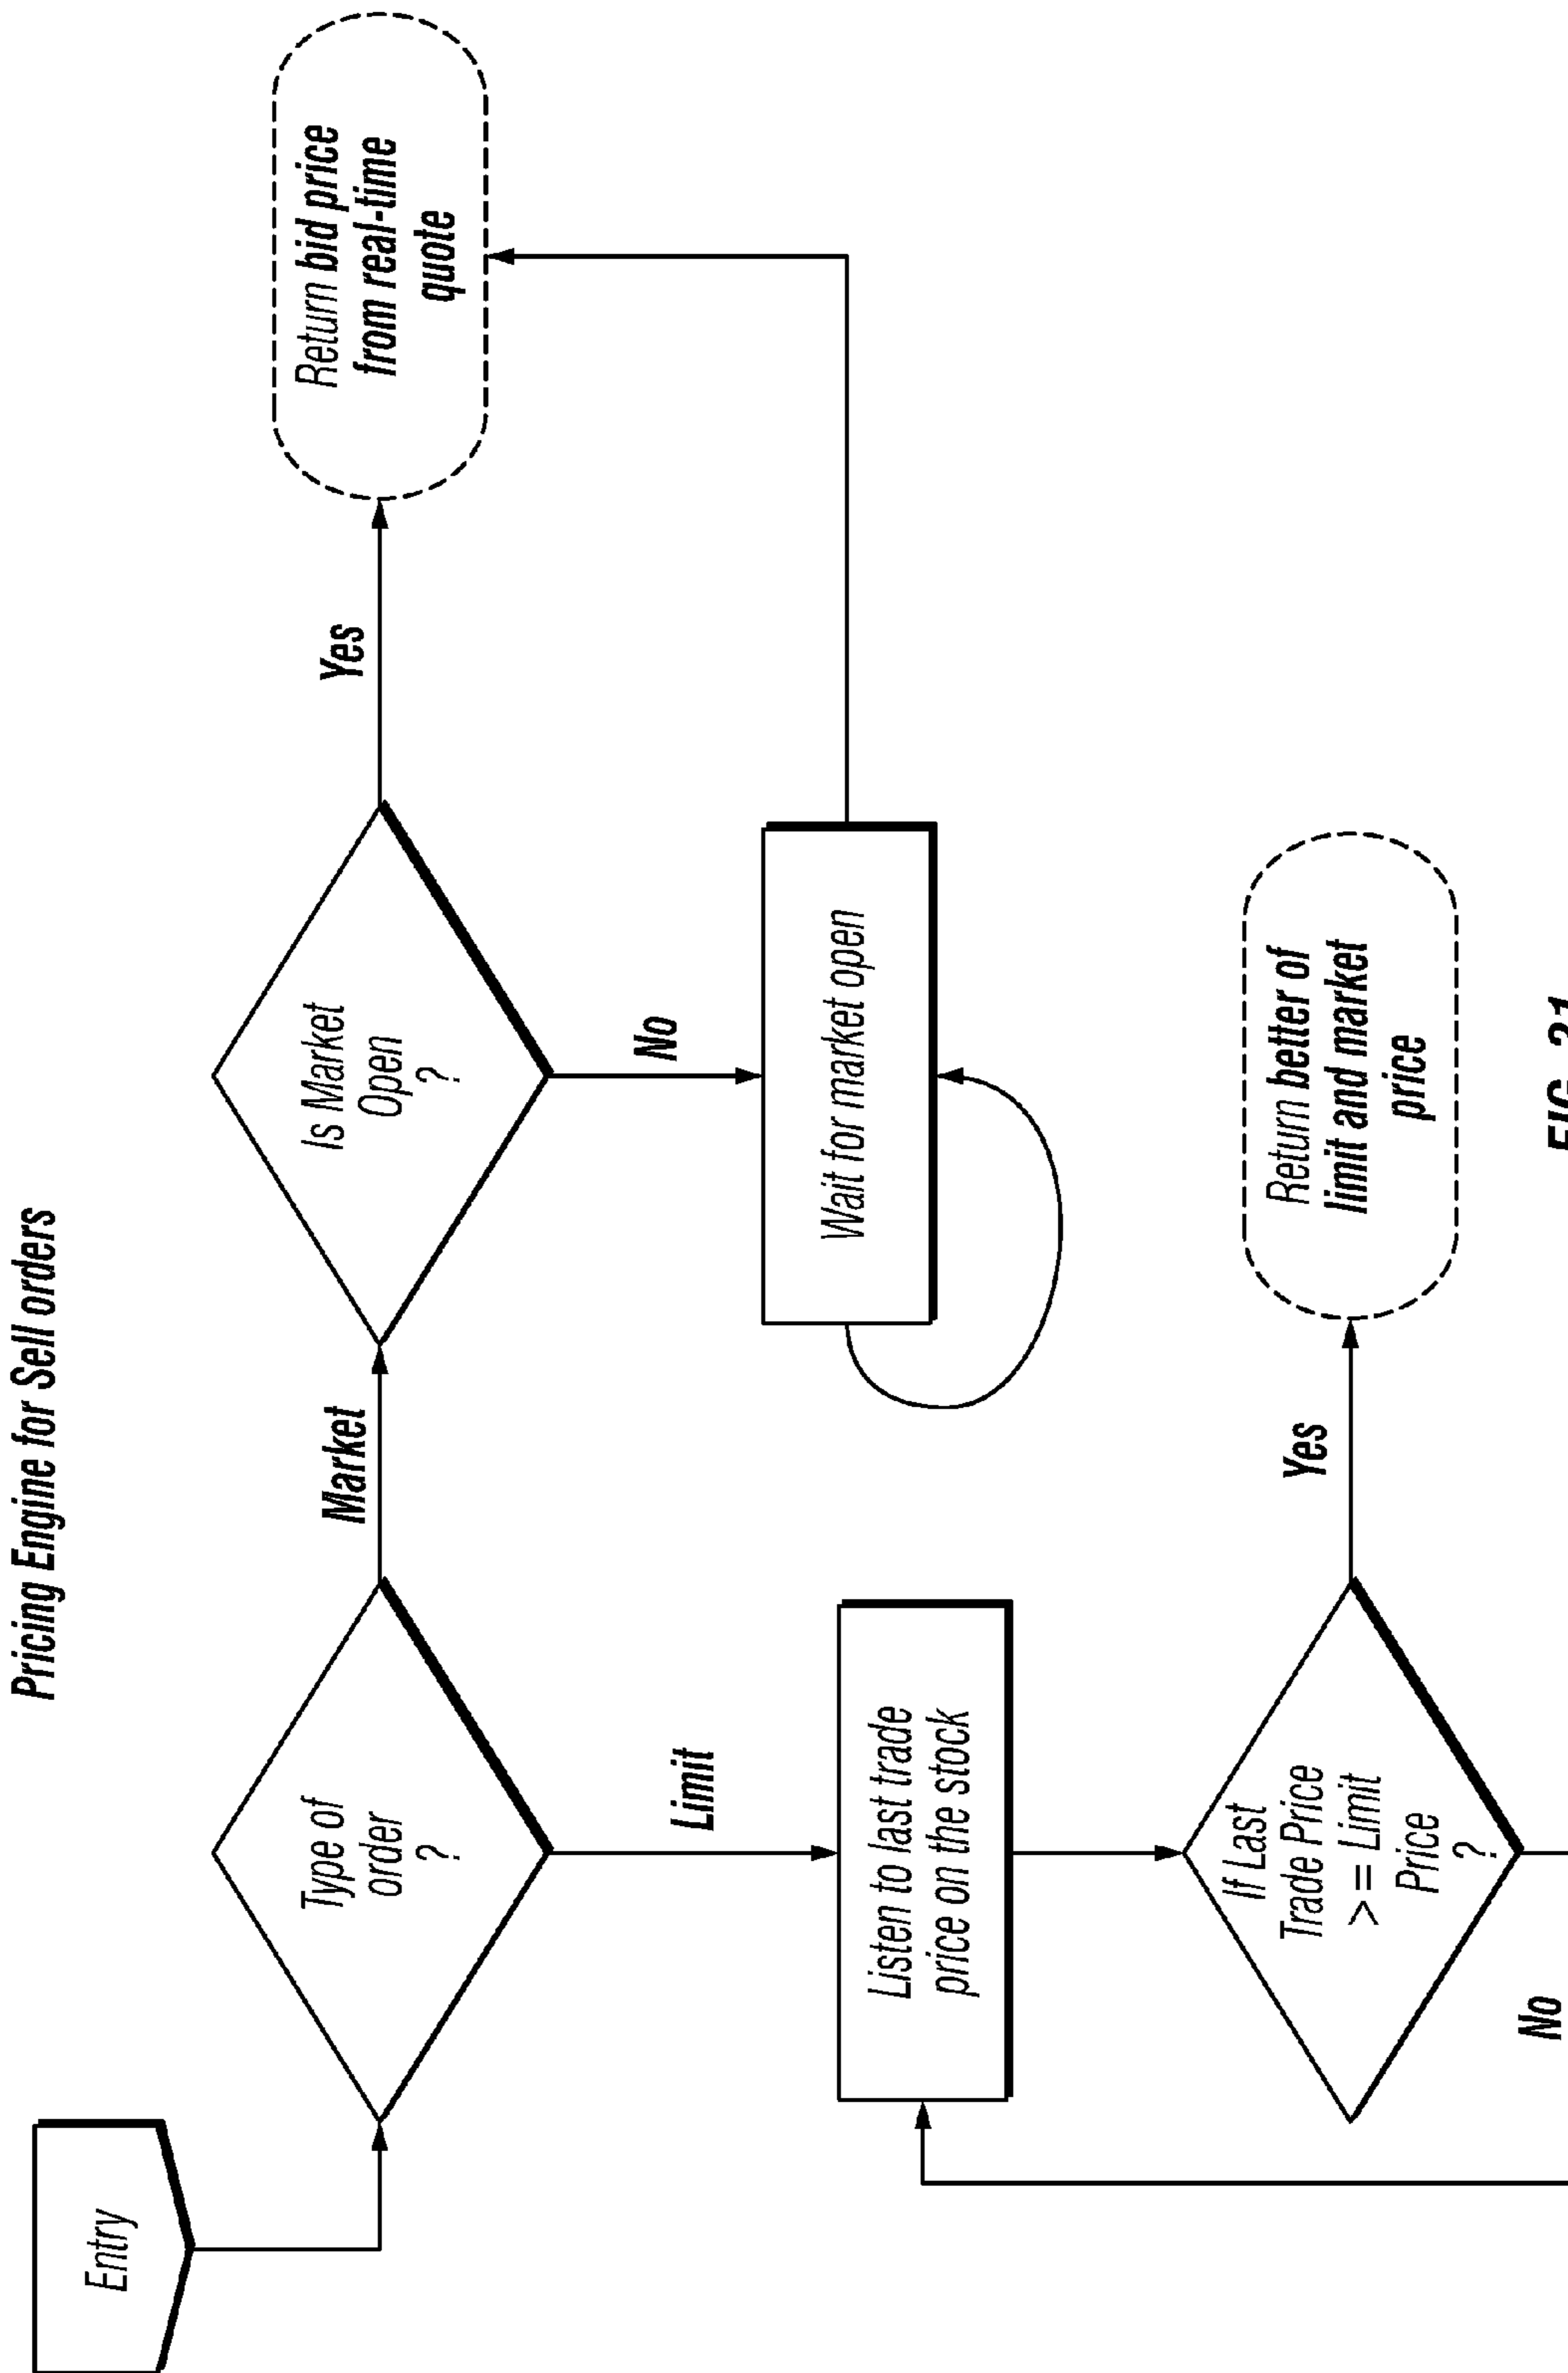 Pricing Engine for Sell orders
Entry
Type of
order
?
Market
Is Market
Open
?
Yes
Return bid price
from real-time
quote
Limit
No
Listen to last trade
price on the stock
Wait for market open
If Last
Trade Price
>= Limit
Price
?
Yes
Return better of
limit and market
price
No